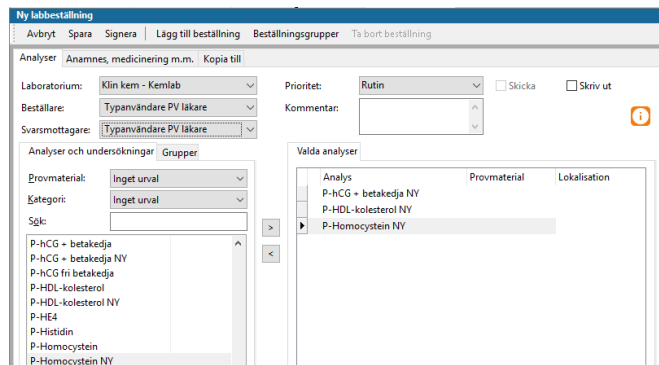 Ny labbeställning
Avbryt Spara Signera Lägg till beställning Beställningsgrupper Ta bort beställning
Analyser Anamnes, medicinering m.m. Kopia till
Laboratorium: Klin kem - Kemlab Prioritet: Rutin Skicka Skriv ut
Beställare: Typanvändare PV läkare Kommentar:
Svarsmottagare: Typanvändare PV läkare
Analyser och undersökningar Grupper Valda analyser
Provmaterial: Inget urval Analys Provmaterial Lokalisation
Kategori: Inget urval P-hCG + betakedja NY
P-HDL-kolesterol NY
Sök: > P-Homocystein NY
P-hCG + betakedja <
P-hCG + betakedja NY
P-hCG fri betakedja
P-HDL-kolesterol
P-HDL-kolesterol NY
P-HE4
P-Histidin
P-Homocystein
P-Homocystein NY